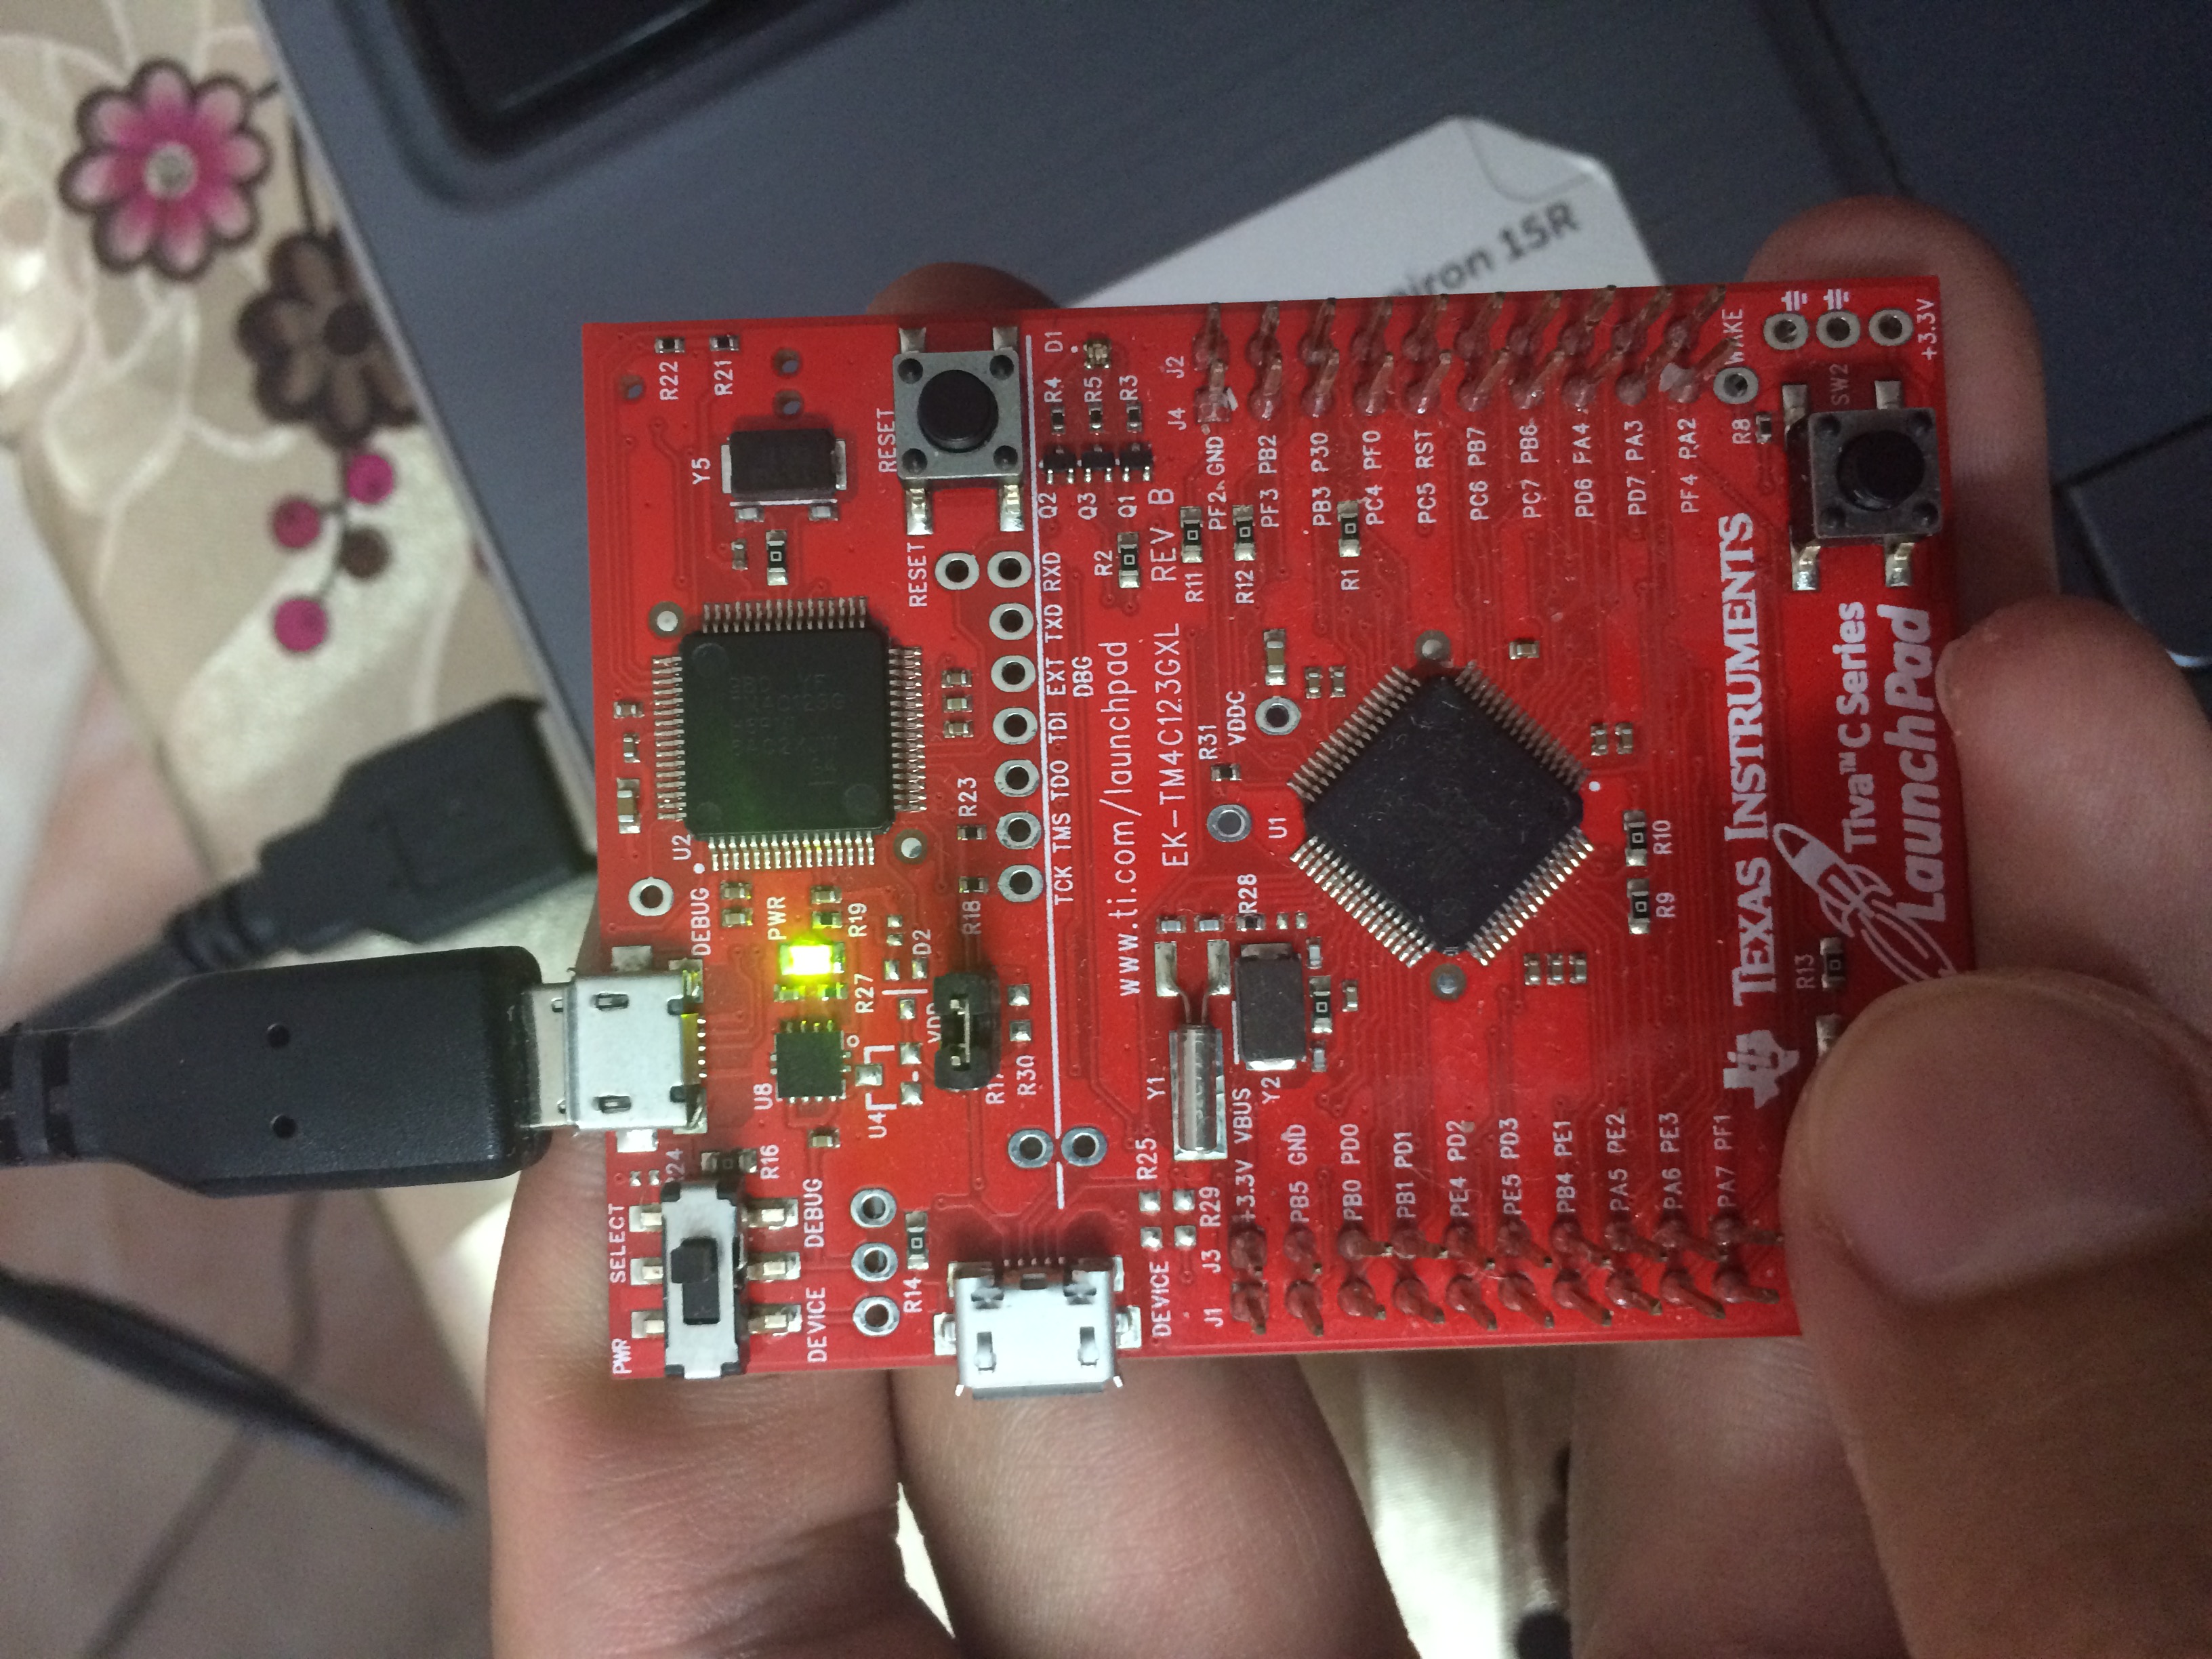 PWR SELECT
R24
DEBUG
U2
R22
Y5
R21
R16
U8
PWR
DEVICE DEBUG
R27
R19
U4
RESET
R14
D2
RESET
VDD
R18
R23
R30
TCK TMS TDO TDI EXT TXD RXD
DBG
Q2
R4
D1
Q3
R5
Q1
R3
www.ti.com/launchpad
R2
DEVICE
R25
Y1
EK-TM4C123GXL
REV B
R11
J4 J2
J1 J3 R29
R31
PF2 GND
+3.3V VBUS
R28
VDDC
R12
Y2
U1
PF3 PB2
PB5 GND
PB3 P30
PB0 PD0
R1
PC4 PF0
PB1 PD1
PC5 RST
PE4 PD2
PC6 PB7
PE5 PD3
PC7 PB6
PB4 PE1
PD6 PA4
PA5 PE2
PD7 PA3
R9 R10
PA6 PE3
PF4 PA2
PA7 PF1
TEXAS INSTRUMENTS
R8
WAKE
R13
Tiva™ C Series
SW2
LaunchPad
+3.3V
iron 15R